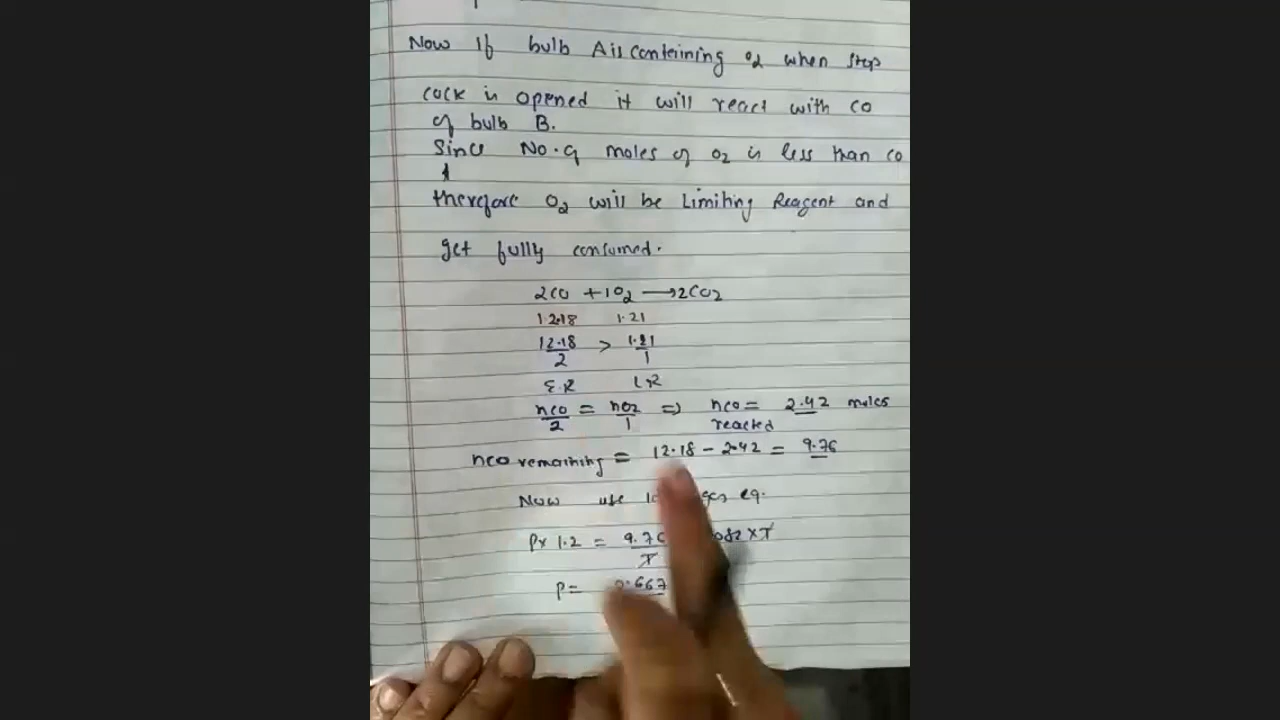 Now If bulb A is containing O2 when stop
cock is opened it will react with CO
of bulb B.
Since No. of moles of O2 is less than CO
therefore O2 will be Limiting Reagent and
get fully consumed.
2CO + 1O2 → 2CO2
12.18 1.21
12.18/2 > 1.21/1
E.R L.R
nCO/2 = nO2/1 ⇒ nCO = 2.42 moles
reacted
nCO remaining = 12.18 - 2.42 = 9.76
Now use eq.
P × 1.2 = 9.76/T × T
P = 0.667